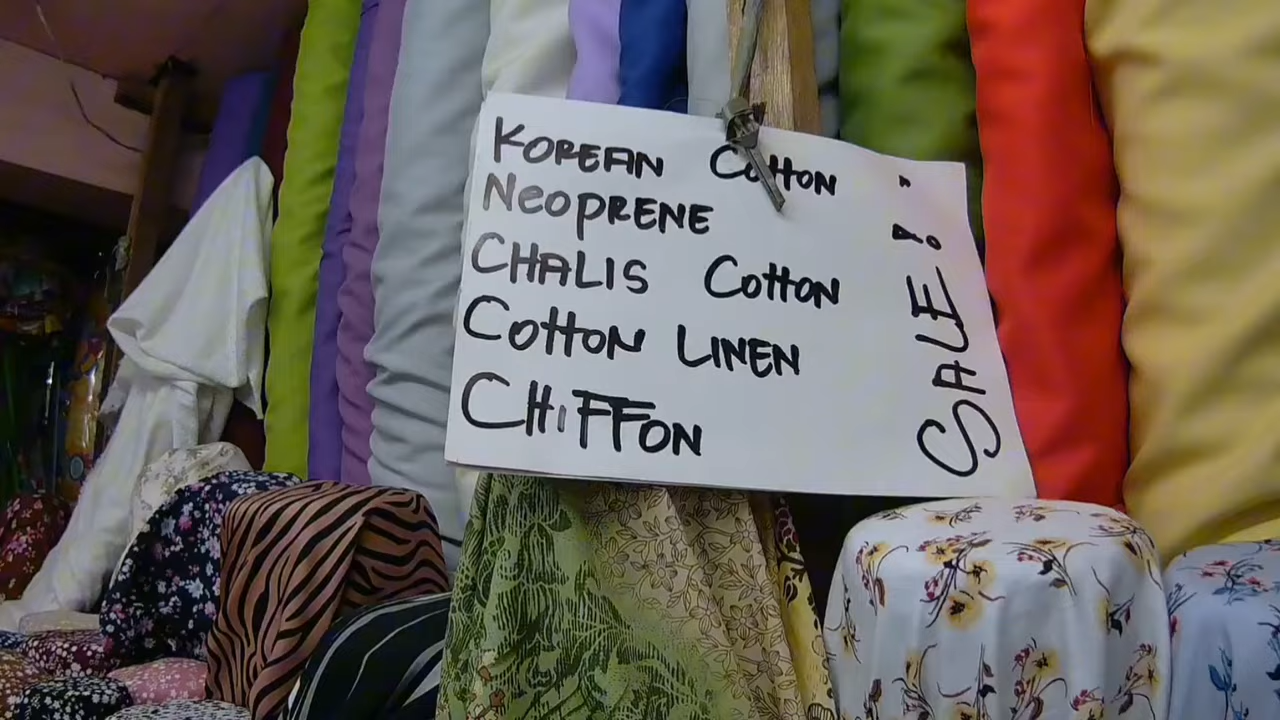 KOREAN COTTON
NEOPRENE
CHALIS COTTON
COTTON LINEN
CHIFFON
SALE!